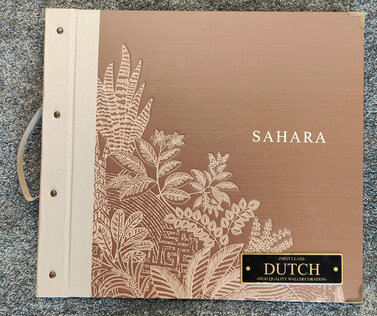 SAHARA
-FIRST CLASS-
DUTCH
-HIGH QUALITY WALLDECORATION-